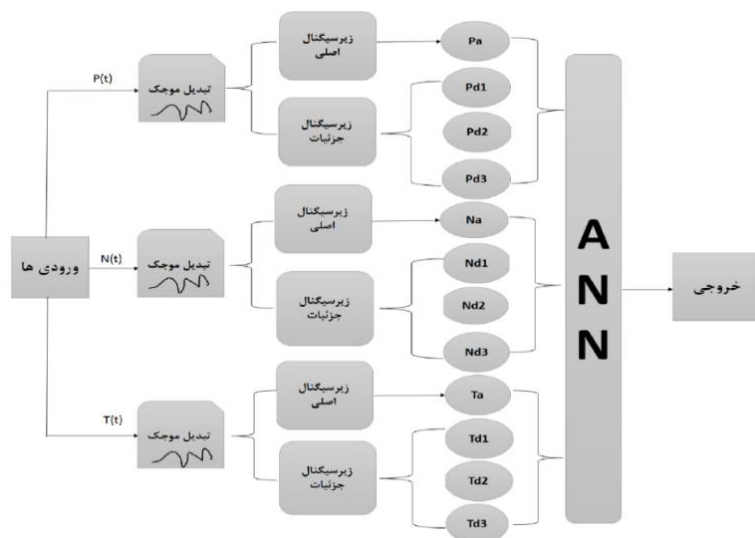 زیرسیگنال
اصلی
Pa
P(t)
تبدیل موجک
Pd1
زیرسیگنال
جزئیات
Pd2
Pd3
زیرسیگنال
اصلی
Na
ورودی ها
N(t)
تبدیل موجک
Nd1
زیرسیگنال
جزئیات
Nd2
Nd3
زیرسیگنال
اصلی
Ta
T(t)
تبدیل موجک
Td1
زیرسیگنال
جزئیات
Td2
Td3
A
N
N
خروجی